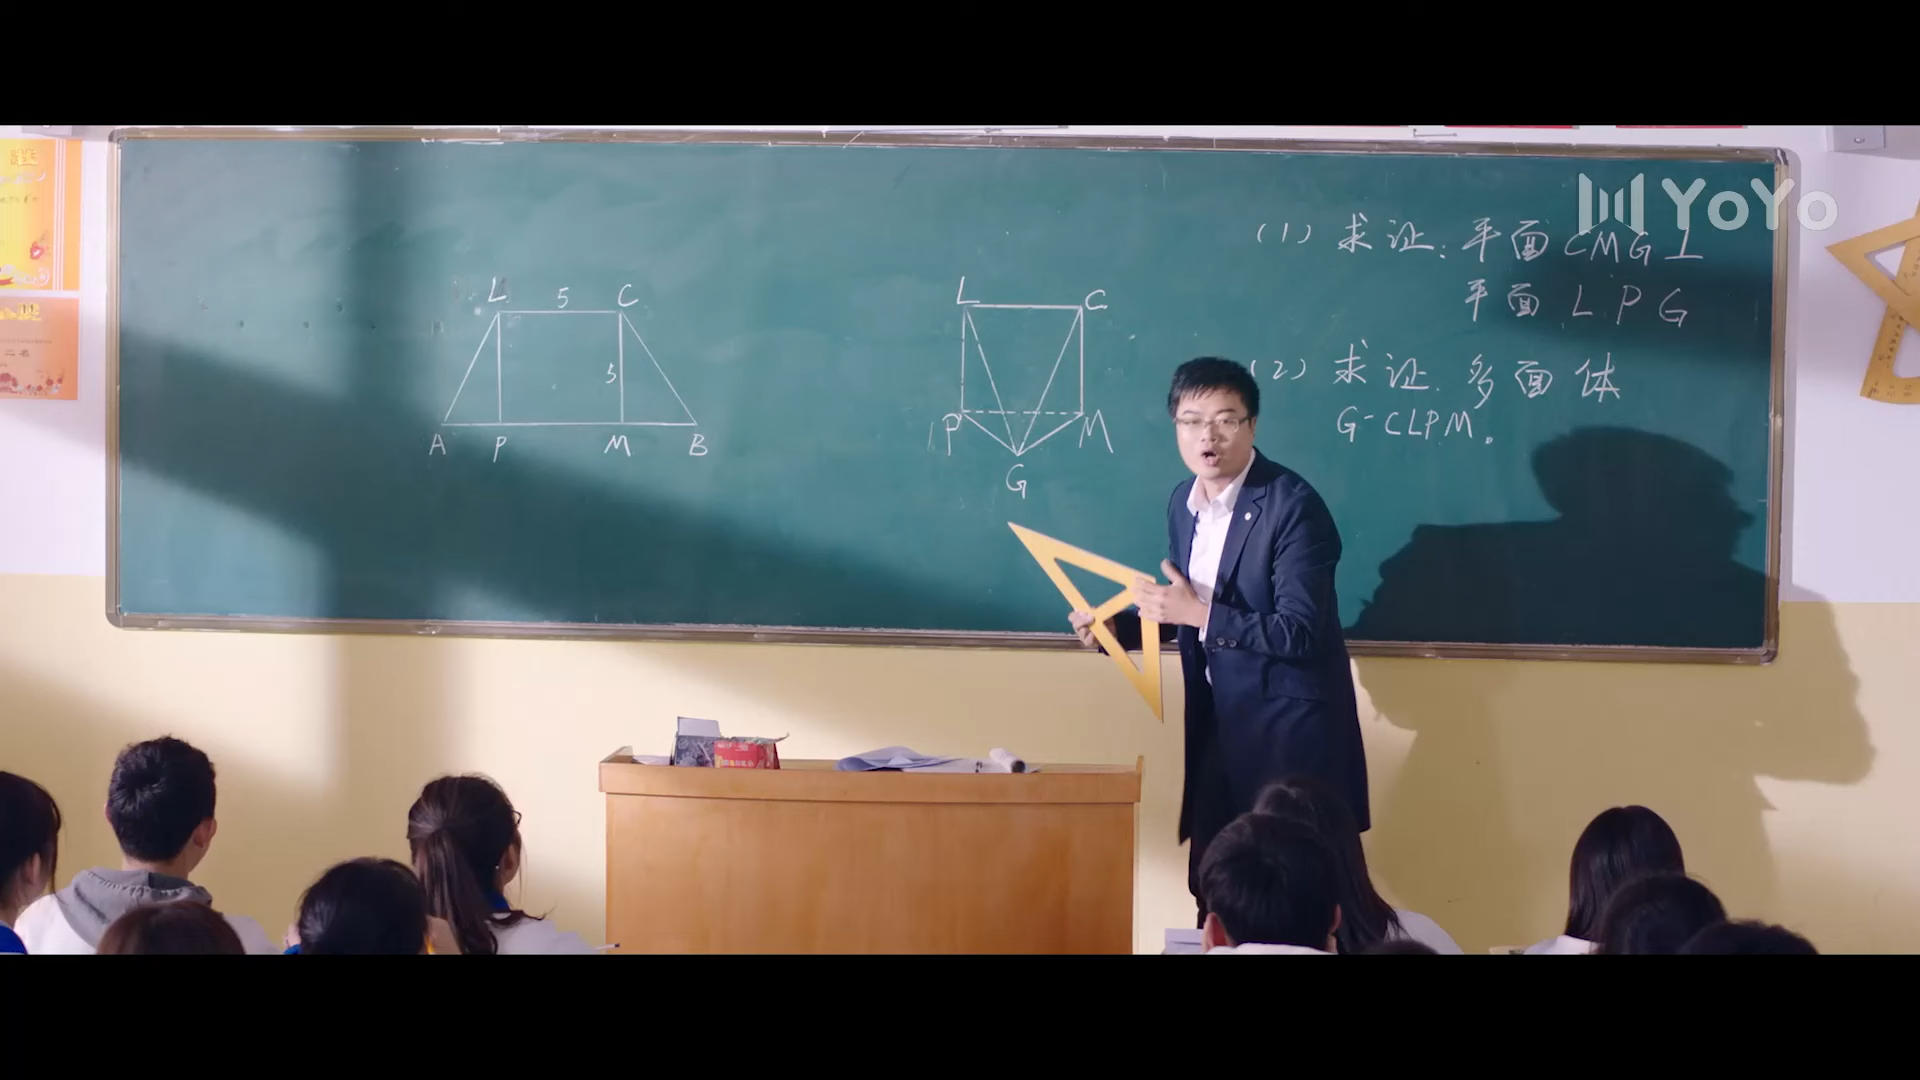 YoYo
(1) 求证:平面CMG⊥
平面LPG
(2) 求证.多面体
G-CLPM。
L 5 C
5
A P M B
L C
P M
G